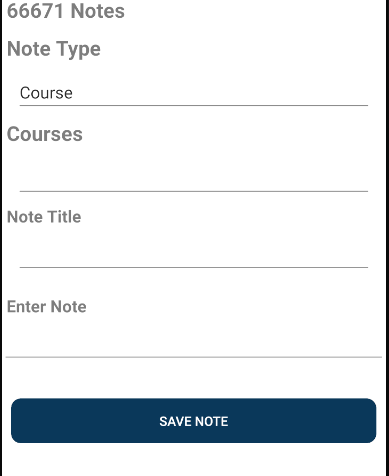 66671 Notes
Note Type
Course
Courses
Note Title
Enter Note
SAVE NOTE